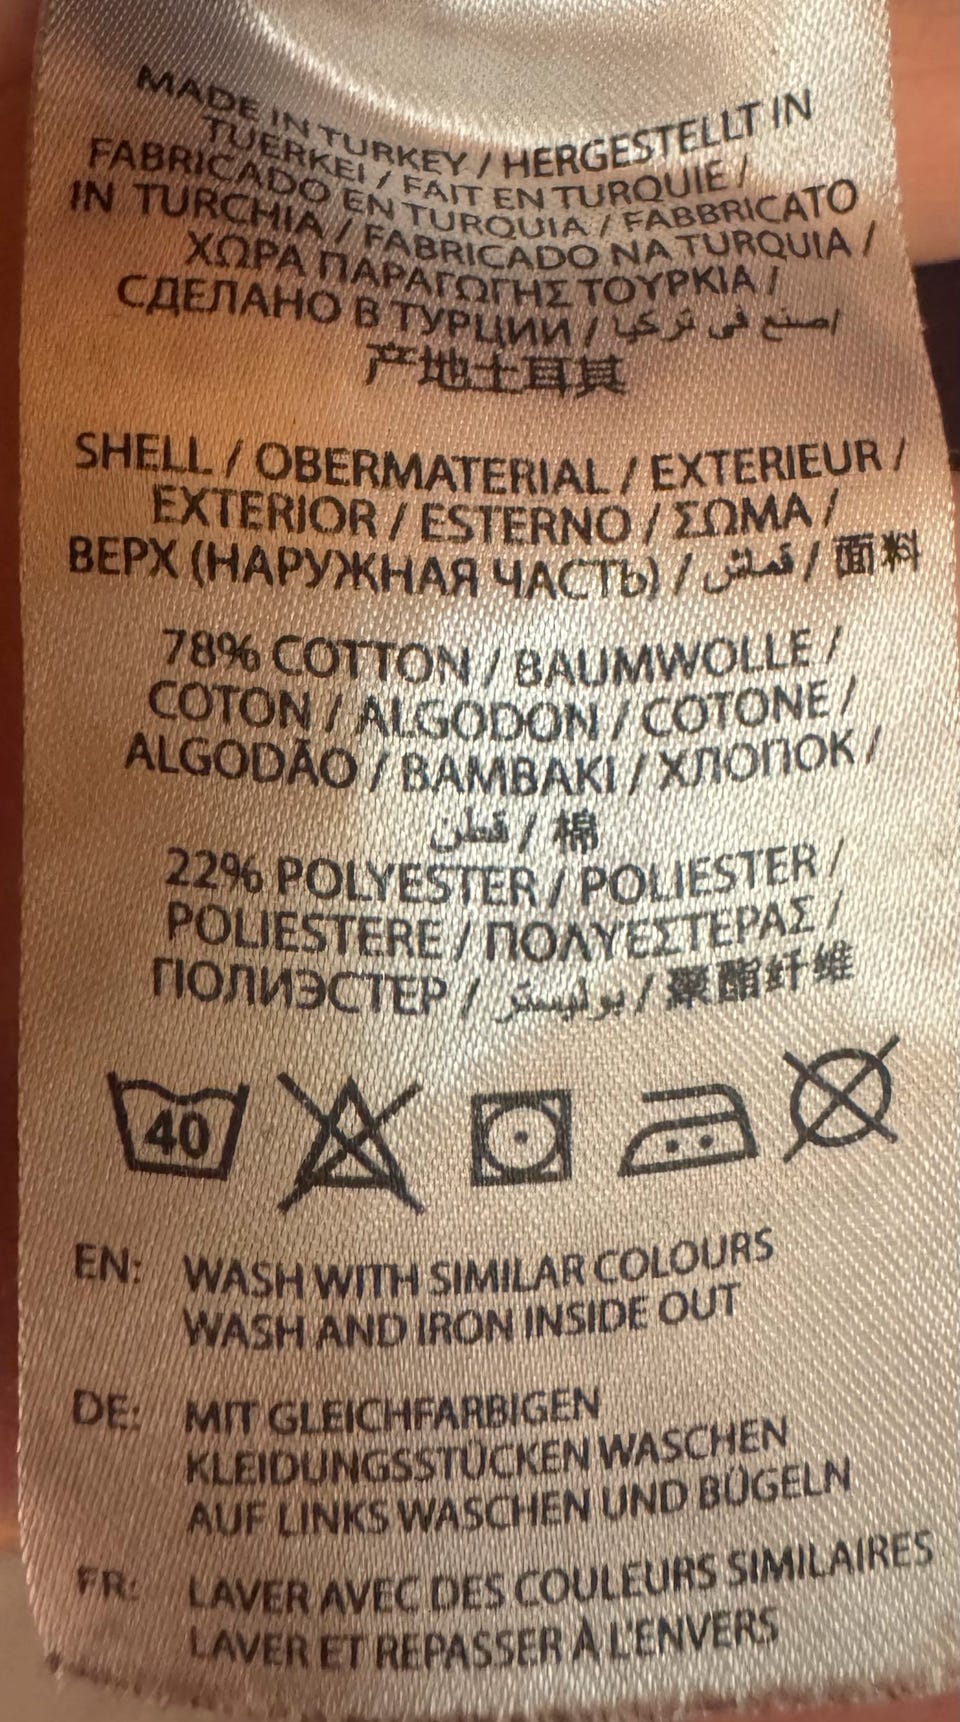 MADE IN TURKEY / HERGESTELLT IN
TUERKEI / FAIT EN TURQUIE /
FABRICADO EN TURQUIA / FABBRICATO
IN TURCHIA / FABRICADO NA TURQUIA /
ΧΩΡΑ ΠΑΡΑΓΩΓΗΣ ΤΟΥΡΚΙΑ /
СДЕЛАНО В ТУРЦИИ / اصنع في تركيا
产地土耳其
SHELL / OBERMATERIAL / EXTERIEUR /
EXTERIOR / ESTERNO / ΣΩΜΑ /
ВЕРХ (НАРУЖНАЯ ЧАСТЬ) / قماش / 面料
78% COTTON / BAUMWOLLE /
COTON / ALGODON / COTONE /
ALGODÃO / BAMBAKI / ХЛОПОК /
قطن / 棉
22% POLYESTER / POLIESTER /
POLIESTERE / ΠΟΛΥΕΣΤΕΡΑΣ /
ПОЛИЭСТЕР / بوليستر / 聚酯纤维
40
EN: WASH WITH SIMILAR COLOURS
WASH AND IRON INSIDE OUT
DE: MIT GLEICHFARBIGEN
KLEIDUNGSSTÜCKEN WASCHEN
AUF LINKS WASCHEN UND BÜGELN
FR: LAVER AVEC DES COULEURS SIMILAIRES
LAVER ET REPASSER À L'ENVERS